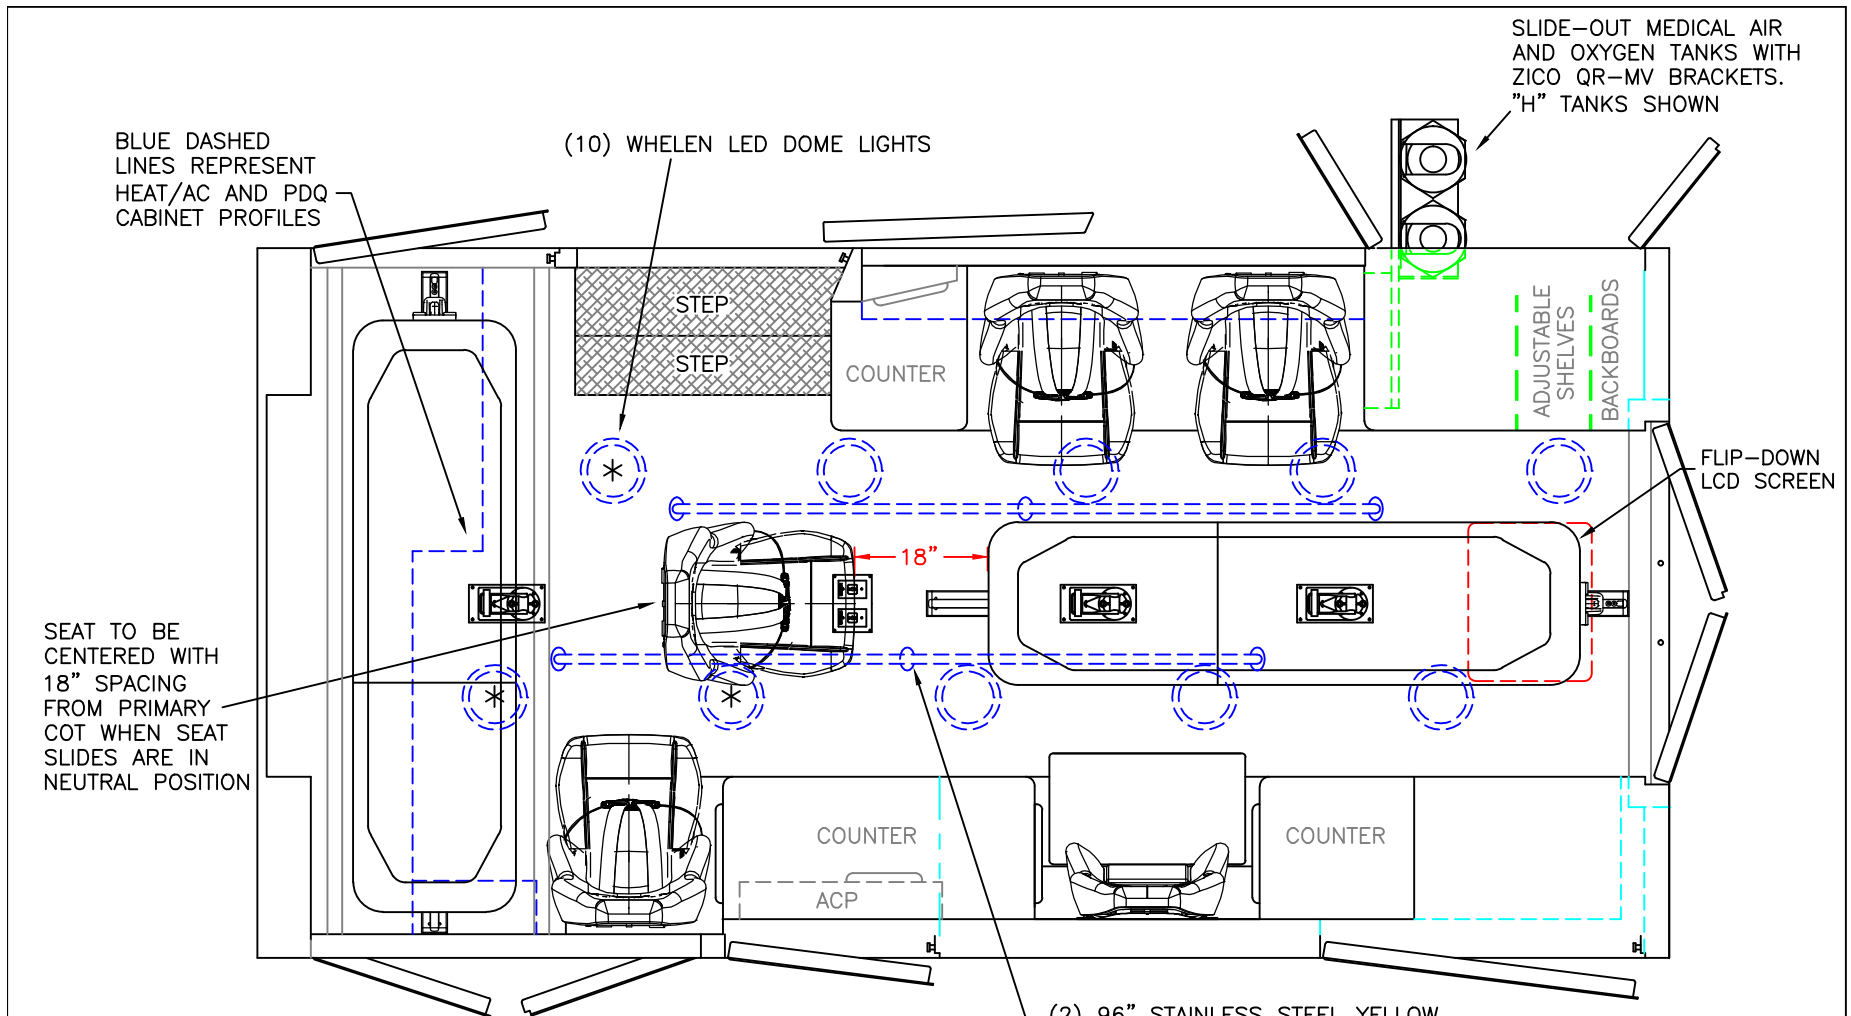 SLIDE-OUT MEDICAL AIR
AND OXYGEN TANKS WITH
ZICO QR-MV BRACKETS.
"H" TANKS SHOWN
BLUE DASHED
LINES REPRESENT
HEAT/AC AND PDQ
CABINET PROFILES
(10) WHELEN LED DOME LIGHTS
STEP
STEP
COUNTER
ADJUSTABLE
SHELVES
BACKBOARDS
FLIP-DOWN
LCD SCREEN
18"
SEAT TO BE
CENTERED WITH
18" SPACING
FROM PRIMARY
COT WHEN SEAT
SLIDES ARE IN
NEUTRAL POSITION
COUNTER
ACP
COUNTER
(2) 96" STAINLESS STEEL YELLOW